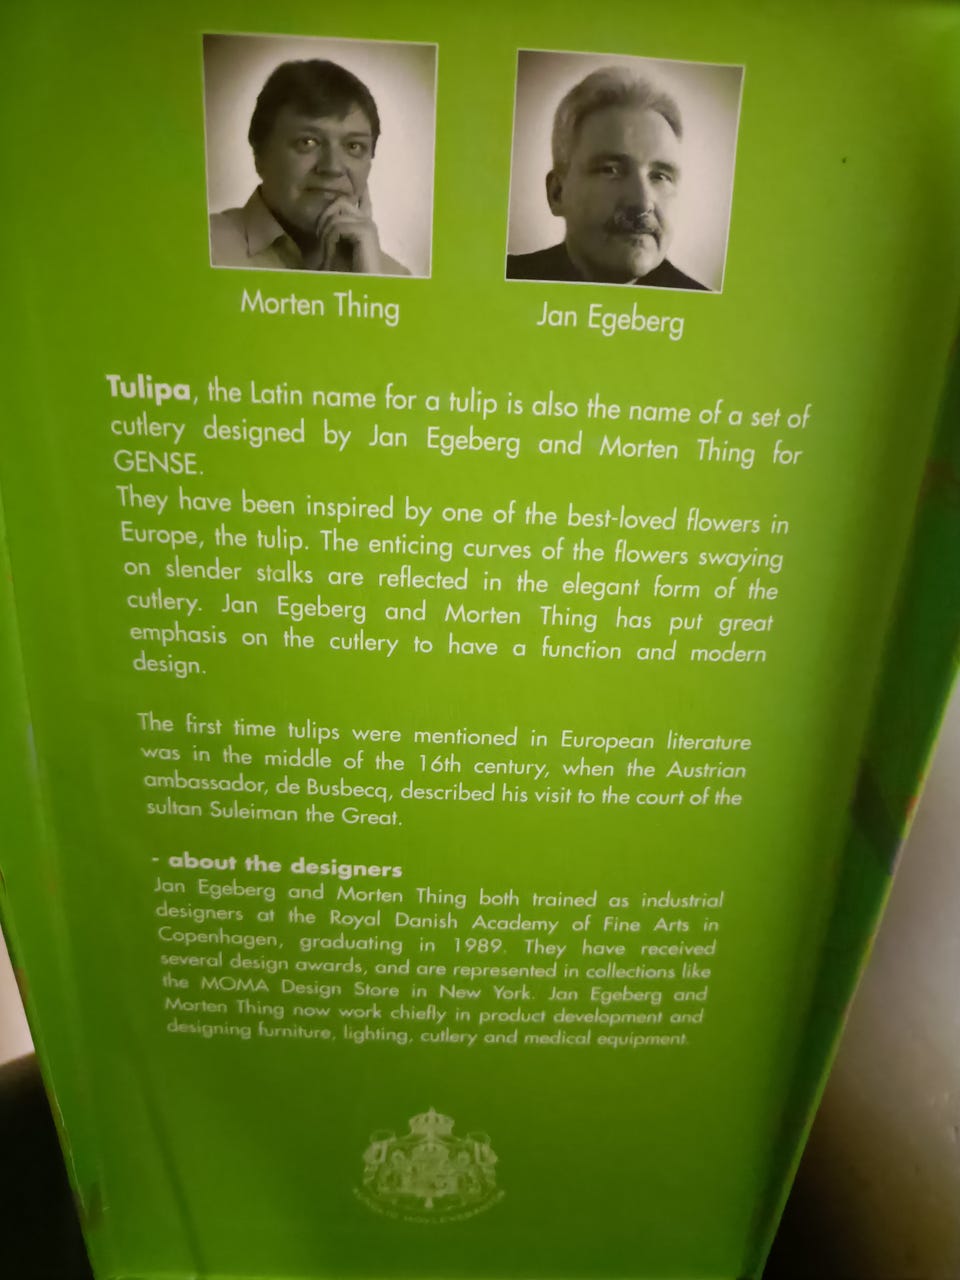 Morten Thing
Jan Egeberg
Tulipa, the Latin name for a tulip is also the name of a set of
cutlery designed by Jan Egeberg and Morten Thing for
GENSE.
They have been inspired by one of the best-loved flowers in
Europe, the tulip. The enticing curves of the flowers swaying
on slender stalks are reflected in the elegant form of the
cutlery. Jan Egeberg and Morten Thing has put great
emphasis on the cutlery to have a function and modern
design.
The first time tulips were mentioned in European literature
was in the middle of the 16th century, when the Austrian
ambassador, de Busbecq, described his visit to the court of the
sultan Suleiman the Great.
- about the designers
Jan Egeberg and Morten Thing both trained as industrial
designers at the Royal Danish Academy of Fine Arts in
Copenhagen, graduating in 1989. They have received
several design awards, and are represented in collections like
the MOMA Design Store in New York. Jan Egeberg and
Morten Thing now work chiefly in product development and
designing furniture, lighting, cutlery and medical equipment.